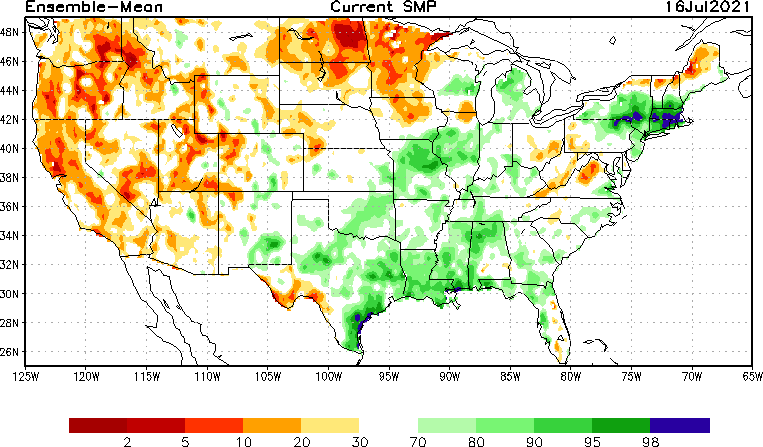 Ensemble-Mean Current SMP 16Jul2021
48N
46N
44N
42N
40N
38N
36N
34N
32N
30N
28N
26N
125W 120W 115W 110W 105W 100W 95W 90W 85W 80W 75W 70W 65W
2 5 10 20 30 70 80 90 95 98